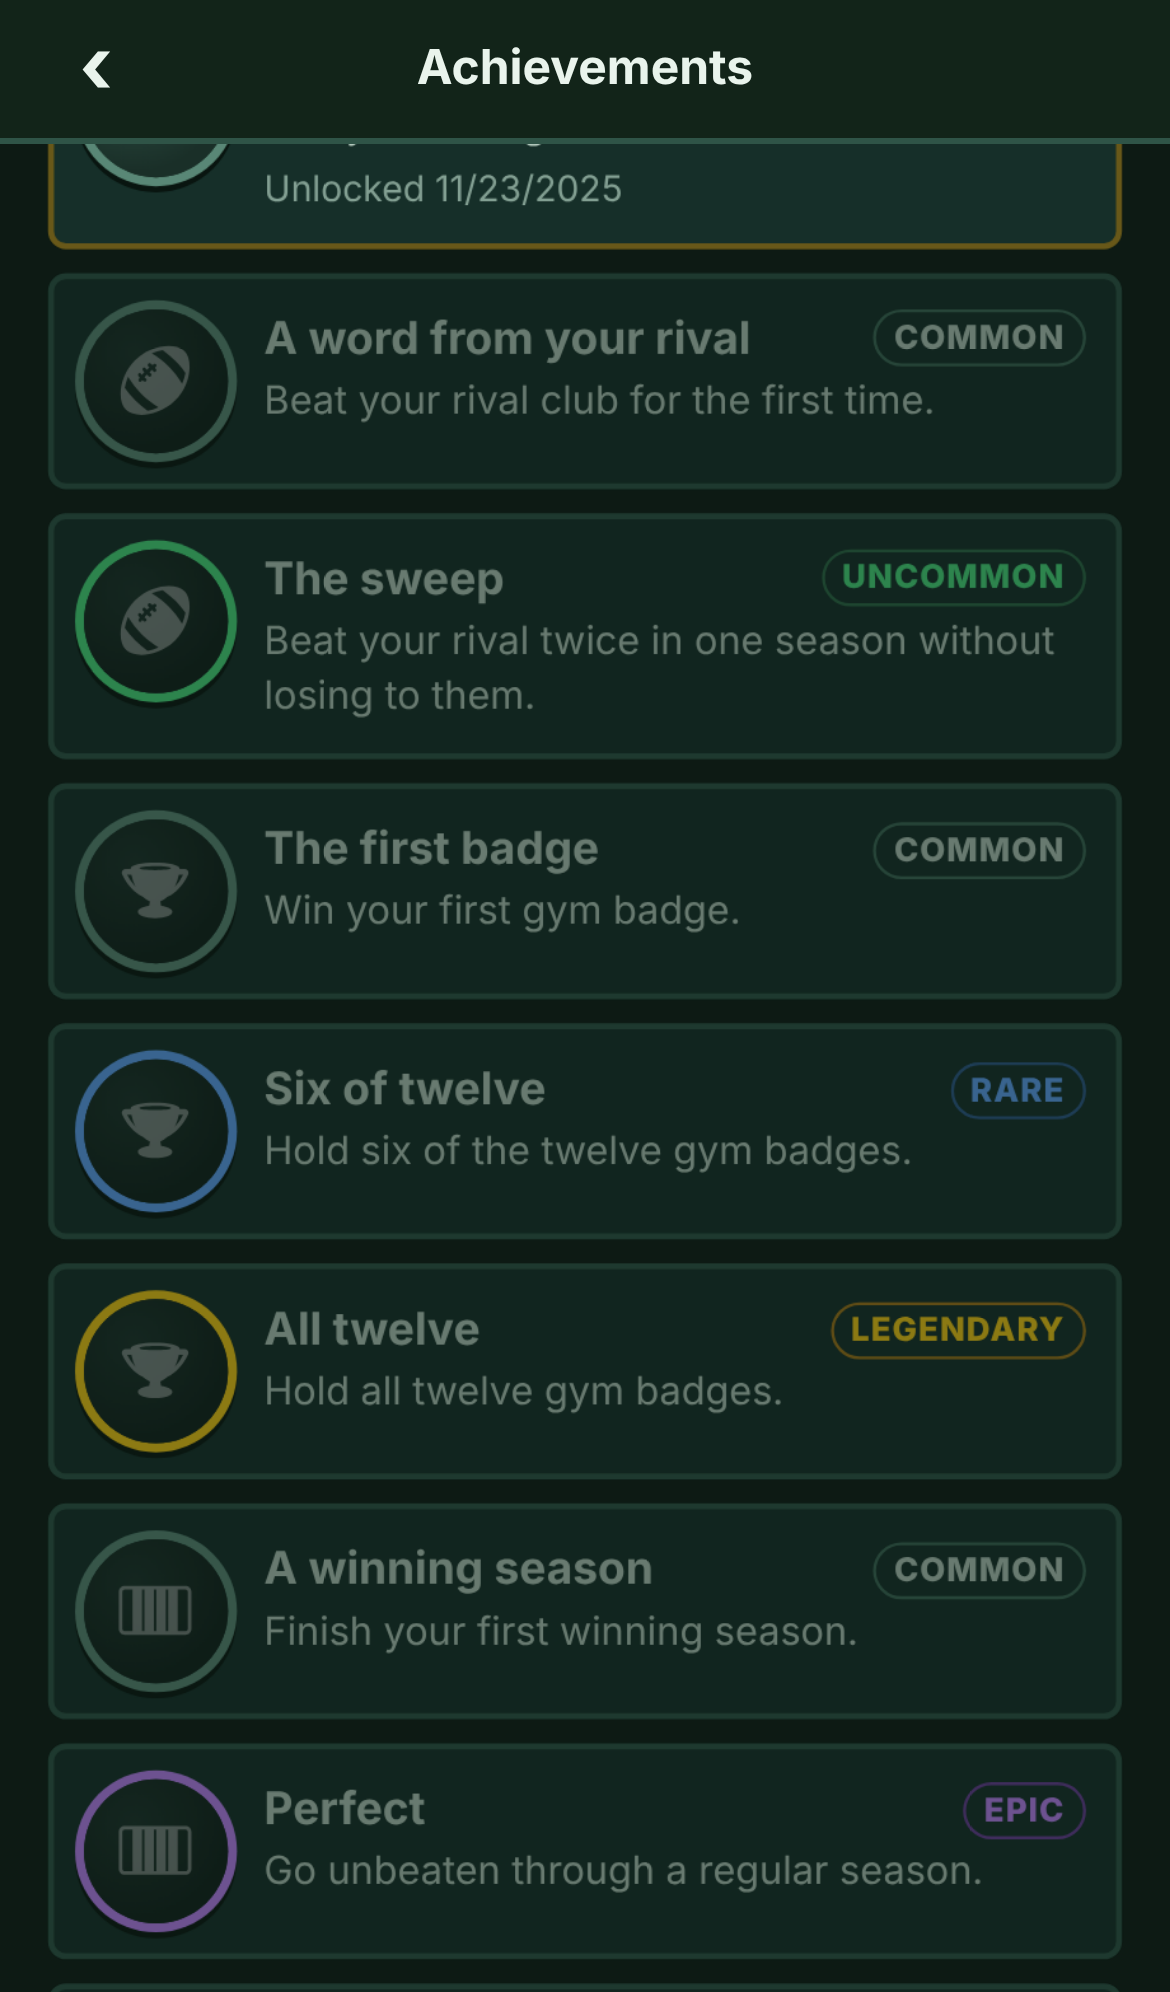 Achievements
Unlocked 11/23/2025
A word from your rival
COMMON
Beat your rival club for the first time.
The sweep
UNCOMMON
Beat your rival twice in one season without
losing to them.
The first badge
COMMON
Win your first gym badge.
Six of twelve
RARE
Hold six of the twelve gym badges.
All twelve
LEGENDARY
Hold all twelve gym badges.
A winning season
COMMON
Finish your first winning season.
Perfect
EPIC
Go unbeaten through a regular season.